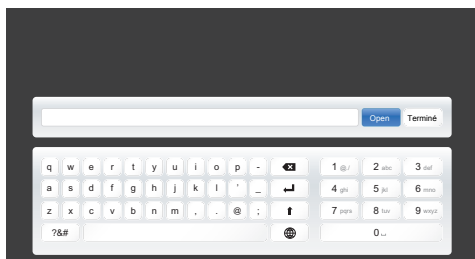 Open Terminé
q w e r t y u i o p - 1 @./ 2 abc 3 def
a s d f g h j k l ' _ 4 ghi 5 jkl 6 mno
z x c v b n m , . @ ; 7 pqrs 8 tuv 9 wxyz
?&# 0